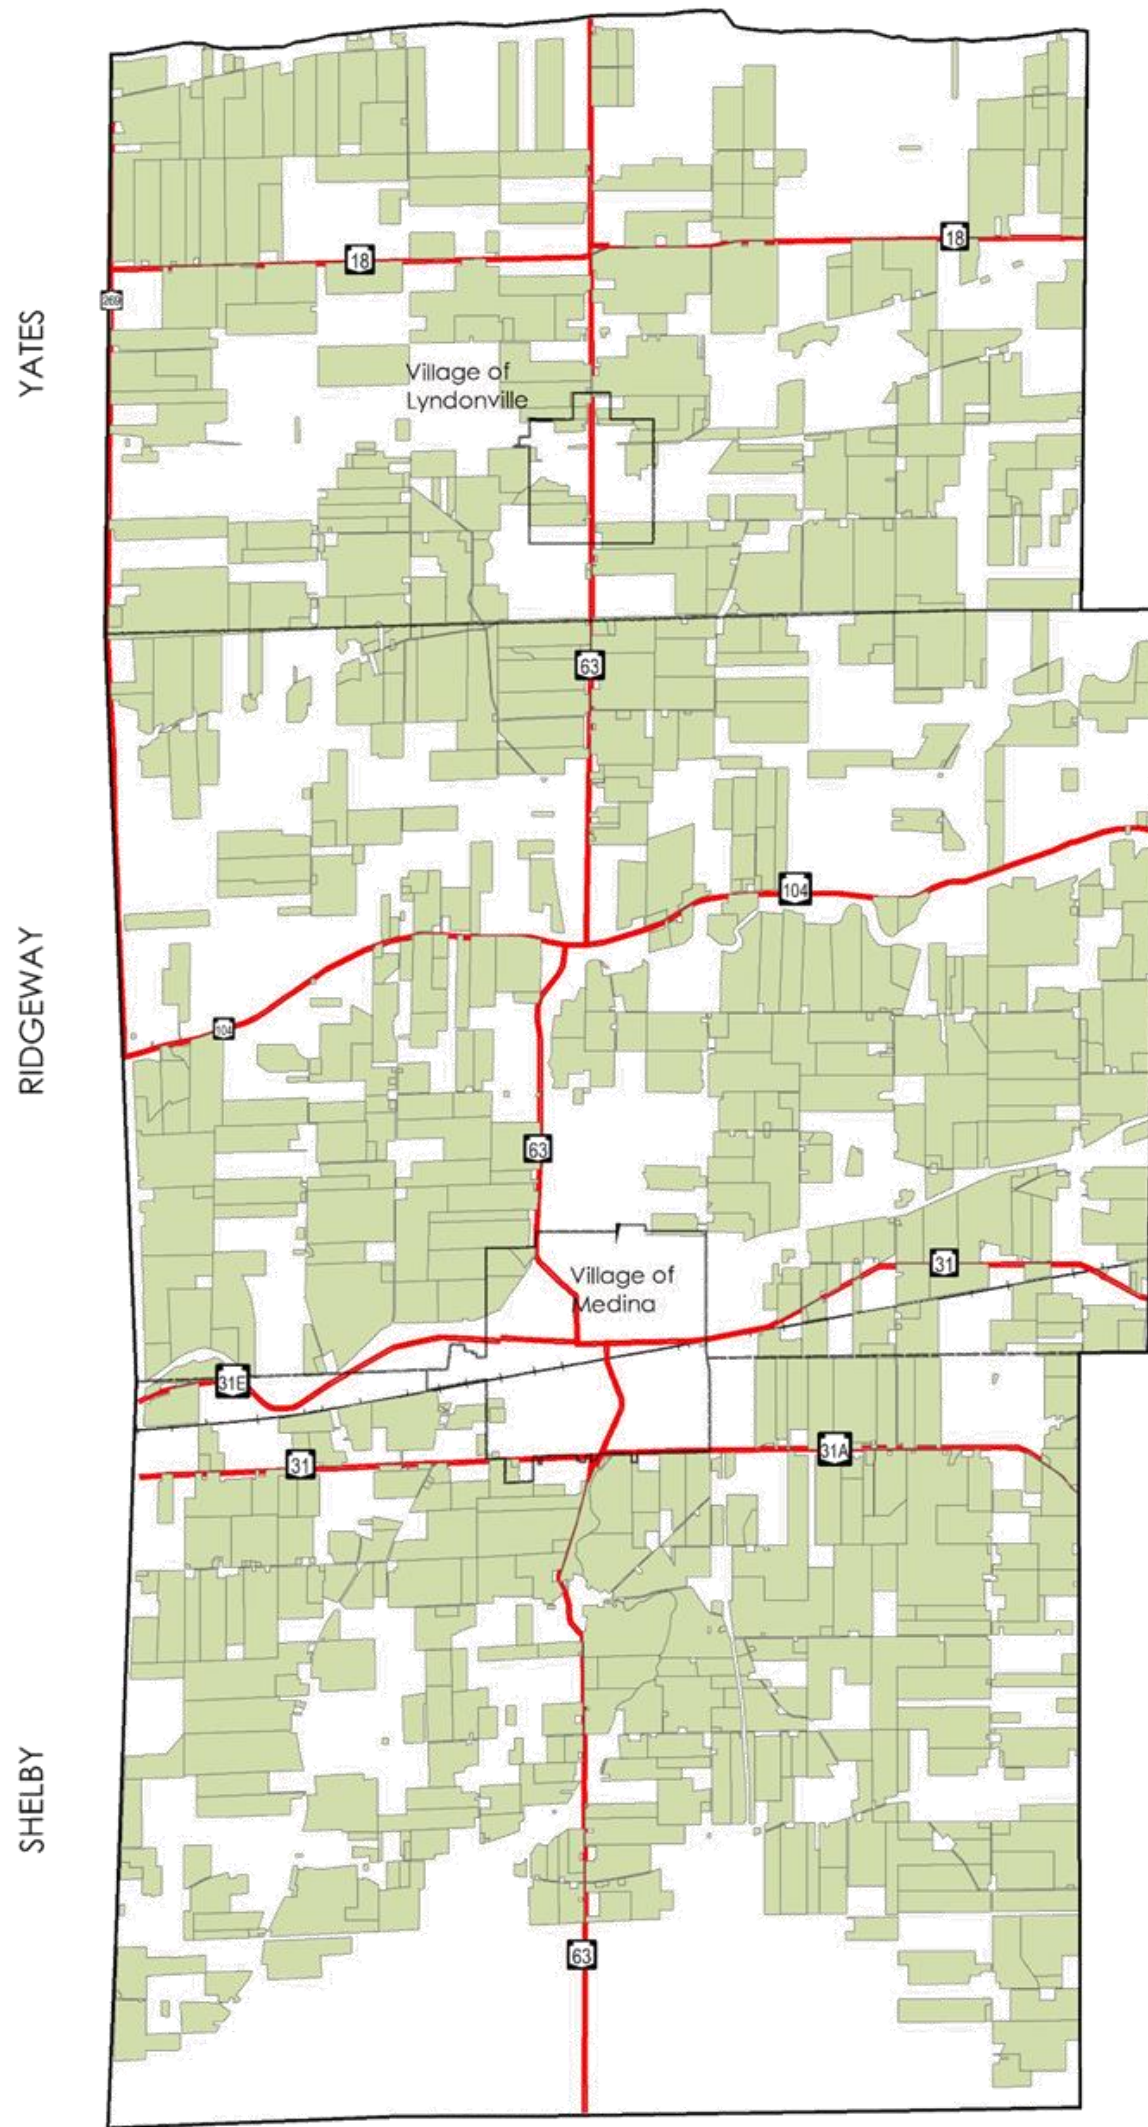 18
18
269
YATES
Village of
Lyndonville
63
104
RIDGEWAY
104
63
31
Village of
Medina
31E
31A
31
SHELBY
63